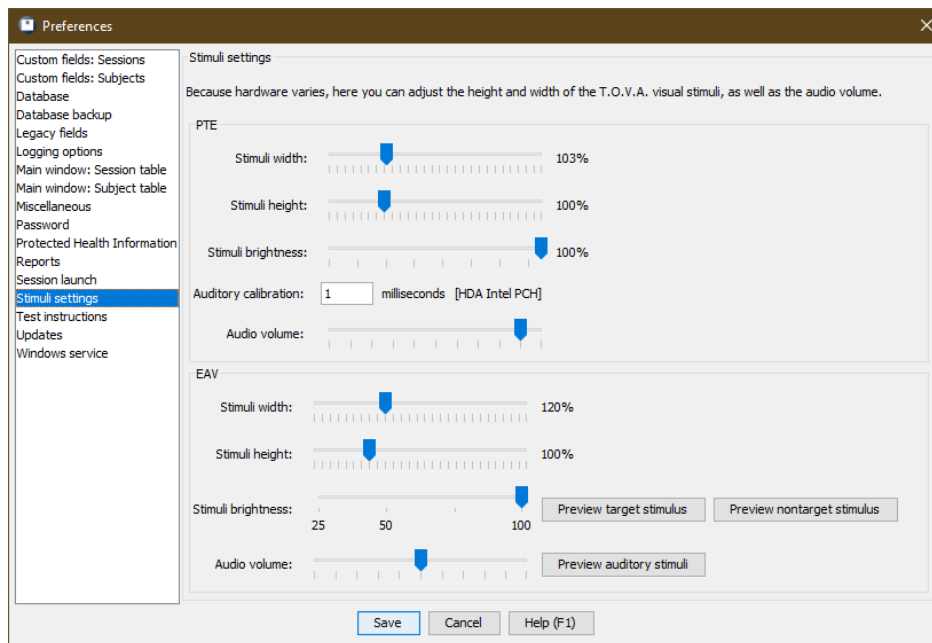 Preferences
Custom fields: Sessions
Custom fields: Subjects
Database
Database backup
Legacy fields
Logging options
Main window: Session table
Main window: Subject table
Miscellaneous
Password
Protected Health Information
Reports
Session launch
Stimuli settings
Test instructions
Updates
Windows service
Stimuli settings
Because hardware varies, here you can adjust the height and width of the T.O.V.A. visual stimuli, as well as the audio volume.
PTE
Stimuli width: 103%
Stimuli height: 100%
Stimuli brightness: 100%
Auditory calibration: 1 milliseconds [HDA Intel PCH]
Audio volume:
EAV
Stimuli width: 120%
Stimuli height: 100%
Stimuli brightness: Preview target stimulus Preview nontarget stimulus
25 50 100
Audio volume: Preview auditory stimuli
Save Cancel Help (F1)